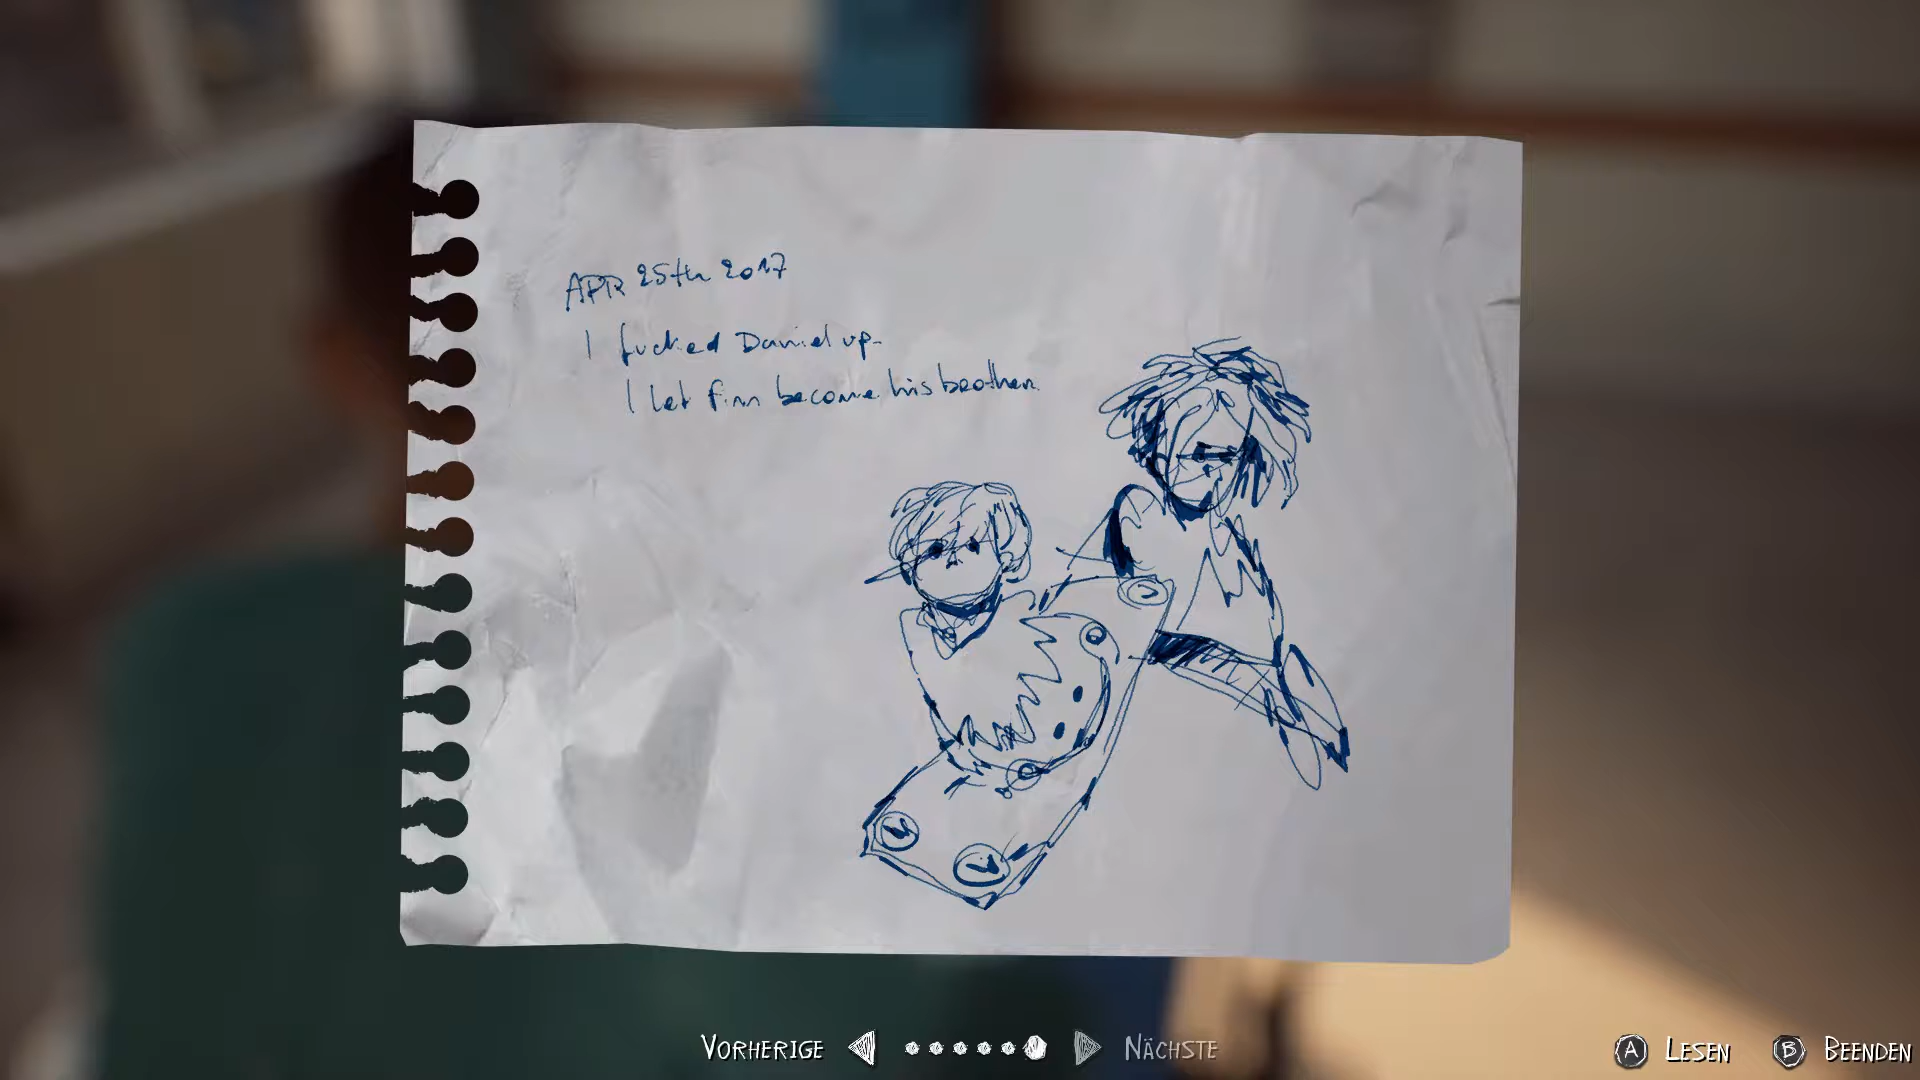 APR 25th 2017
I fucked Daniel up.
I let finn become his brother.
VORHERIGE
NÄCHSTE
A LESEN
B BEENDEN